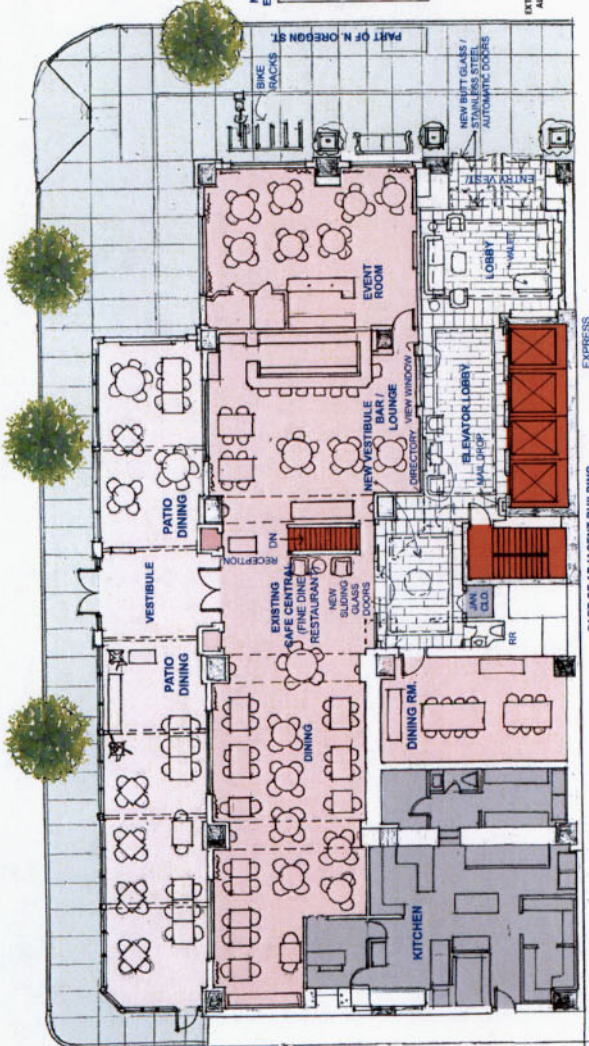 PART OF N. OREGON ST.
BIKE
RACKS
NEW BUTT GLASS /
STAINLESS STEEL
AUTOMATIC DOORS
ENTRY VEST.
EVENT
ROOM
LOBBY
VALET
PATIO
DINING
NEW VESTIBULE
BAR /
LOUNGE
VIEW WINDOW
DIRECTORY
ELEVATOR LOBBY
MAIL DROP
EXPRESS
VESTIBULE
RECEPTION
DN
EXISTING
CAFE CENTRAL
(FINE DINE
RESTAURANT)
NEW
SLIDING
GLASS
DOORS
JAN.
CLO.
RR
PATIO
DINING
DINING
DINING RM.
KITCHEN